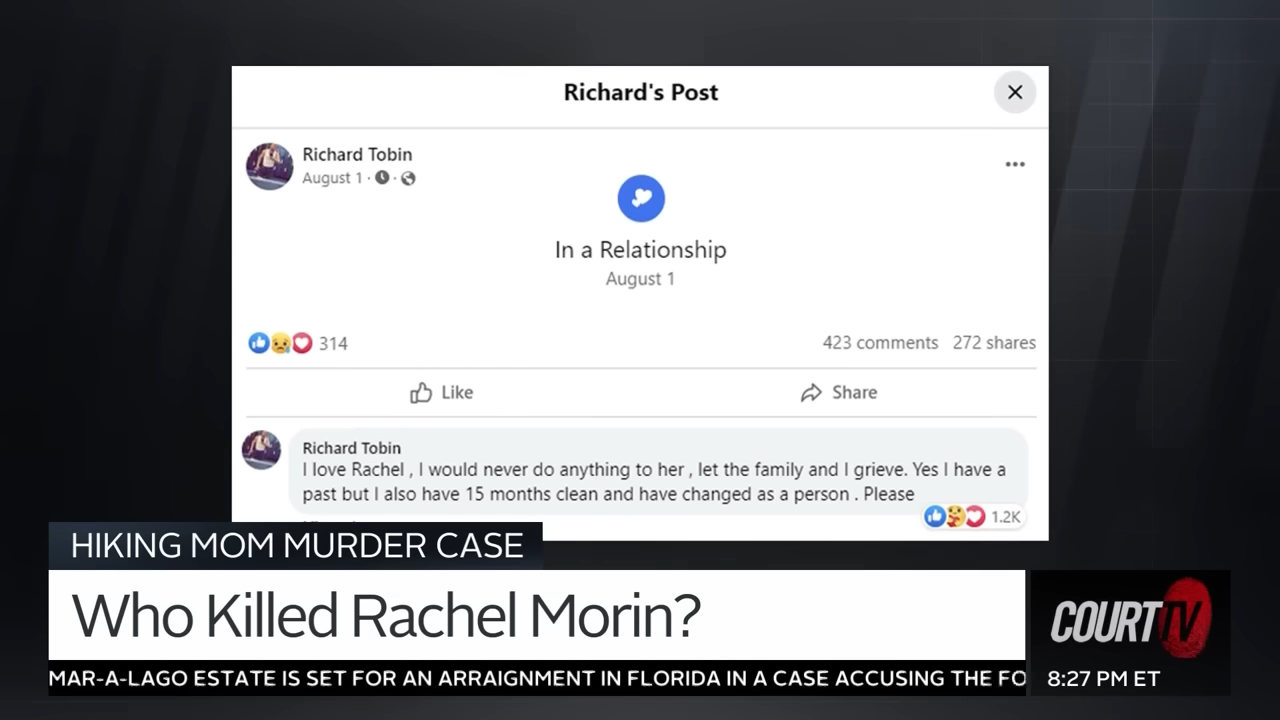 Richard's Post
Richard Tobin
August 1
In a Relationship
August 1
314
423 comments 272 shares
Like
Share
Richard Tobin
I love Rachel , I would never do anything to her , let the family and I grieve. Yes I have a
past but I also have 15 months clean and have changed as a person . Please
1.2K
HIKING MOM MURDER CASE
Who Killed Rachel Morin?
COURT TV
MAR-A-LAGO ESTATE IS SET FOR AN ARRAIGNMENT IN FLORIDA IN A CASE ACCUSING THE FO
8:27 PM ET